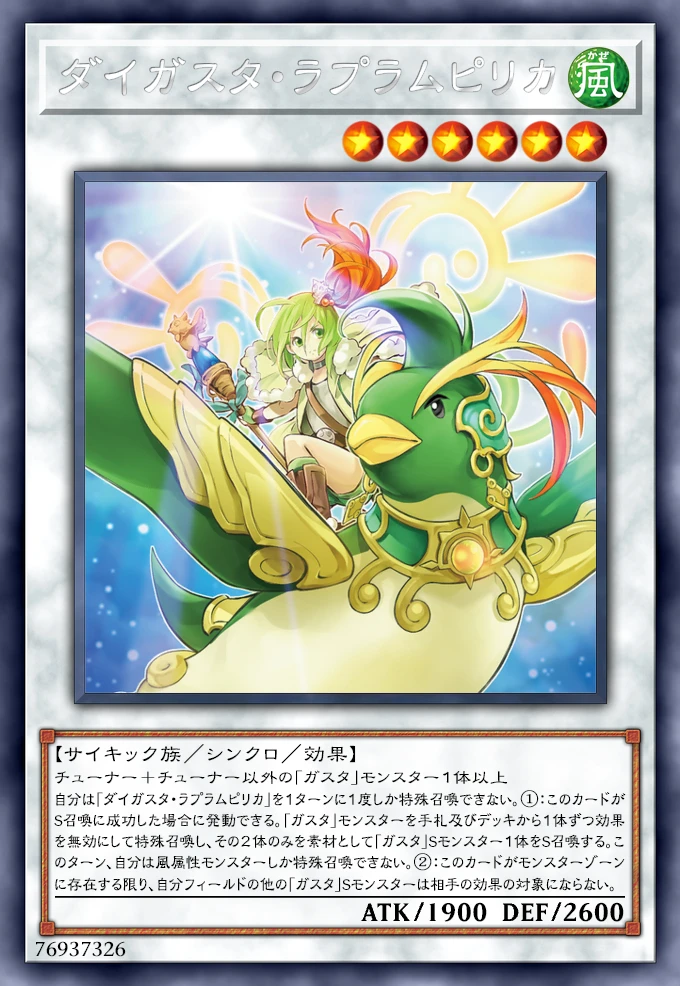 ダイガスタ・ラプラムピリカ
かぜ
風
【サイキック族／シンクロ／効果】
チューナー＋チューナー以外の「ガスタ」モンスター１体以上
自分は「ダイガスタ・ラプラムピリカ」を１ターンに１度しか特殊召喚できない。①：このカードが
S召喚に成功した場合に発動できる。「ガスタ」モンスターを手札及びデッキから１体ずつ効果
を無効にして特殊召喚し、その２体のみを素材として「ガスタ」Sモンスター１体をS召喚する。こ
のターン、自分は風属性モンスターしか特殊召喚できない。②：このカードがモンスターゾーン
に存在する限り、自分フィールドの他の「ガスタ」Sモンスターは相手の効果の対象にならない。
ATK/1900 DEF/2600
76937326